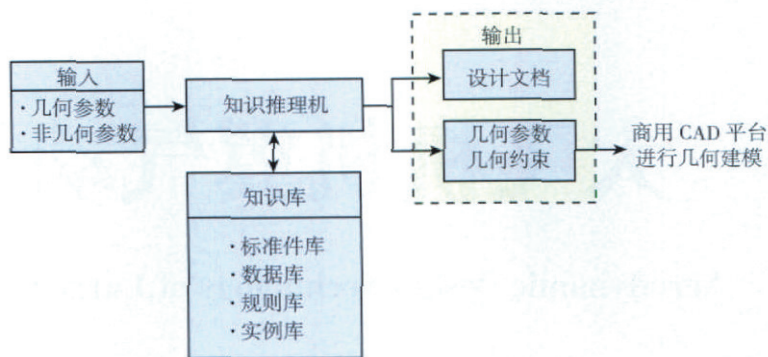 输入
·几何参数
·非几何参数
知识推理机
知识库
·标准件库
·数据库
·规则库
·实例库
输出
设计文档
几何参数
几何约束
商用 CAD 平台
进行几何建模